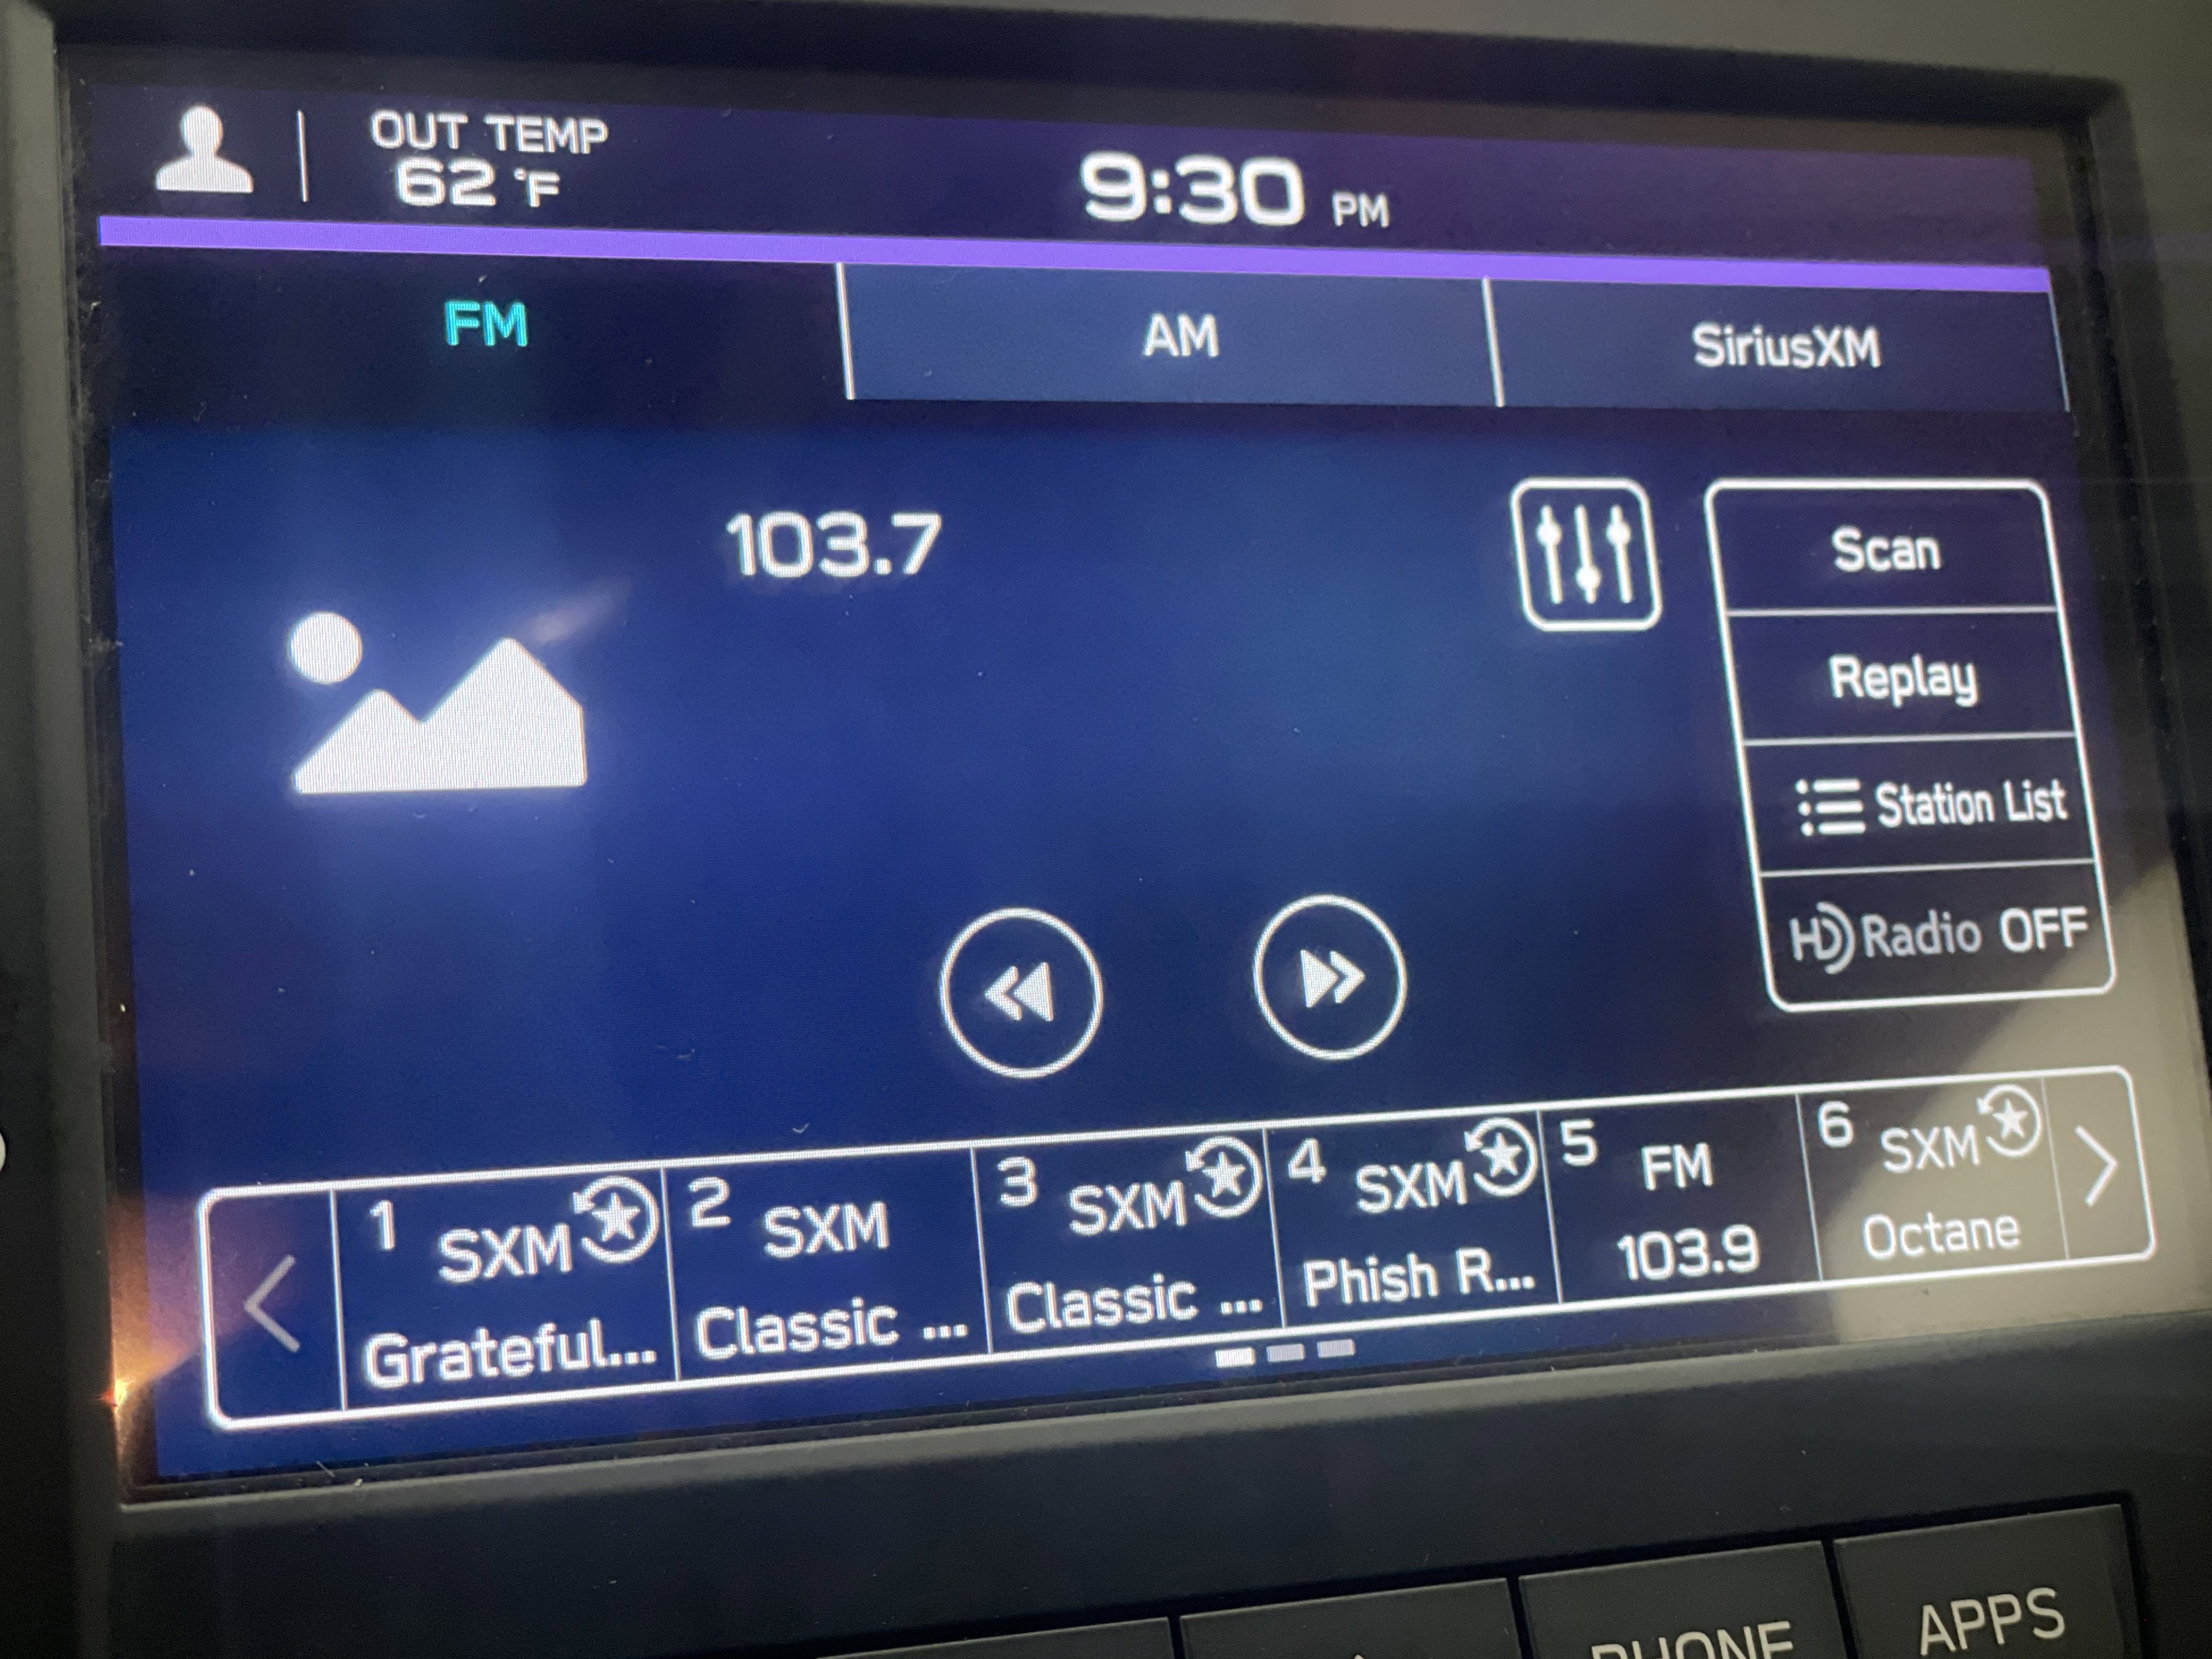 OUT TEMP
62 °F
9:30 PM
FM
AM
SiriusXM
103.7
Scan
Replay
Station List
HD Radio OFF
1 SXM
Grateful...
2 SXM
Classic ...
3 SXM
Classic ...
4 SXM
Phish R...
5 FM
103.9
6 SXM
Octane
PHONE
APPS